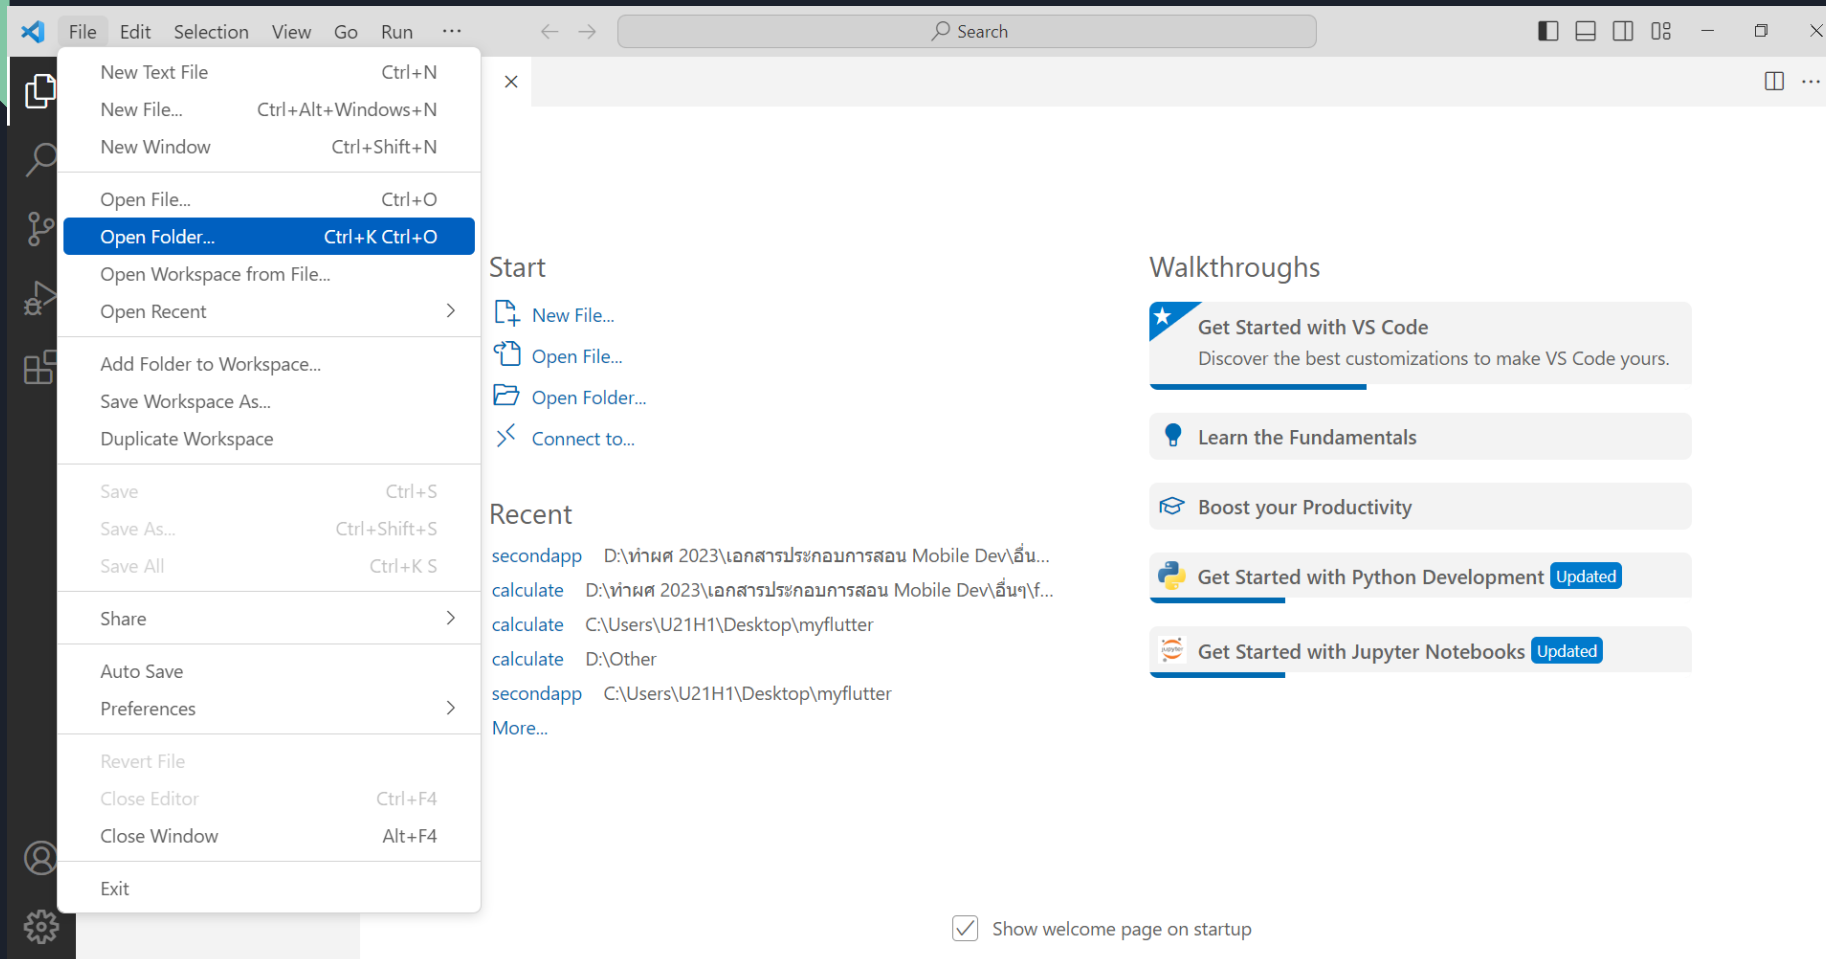 File Edit Selection View Go Run ...
Search
New Text File Ctrl+N
New File... Ctrl+Alt+Windows+N
New Window Ctrl+Shift+N
Open File... Ctrl+O
Open Folder... Ctrl+K Ctrl+O
Open Workspace from File...
Open Recent
Add Folder to Workspace...
Save Workspace As...
Duplicate Workspace
Save Ctrl+S
Save As... Ctrl+Shift+S
Save All Ctrl+K S
Share
Auto Save
Preferences
Revert File
Close Editor Ctrl+F4
Close Window Alt+F4
Exit
Start
New File...
Open File...
Open Folder...
Connect to...
Recent
secondapp D:\ทำผศ 2023\เอกสารประกอบการสอน Mobile Dev\อื่น...
calculate D:\ทำผศ 2023\เอกสารประกอบการสอน Mobile Dev\อื่นๆ\f...
calculate C:\Users\U21H1\Desktop\myflutter
calculate D:\Other
secondapp C:\Users\U21H1\Desktop\myflutter
More...
Walkthroughs
Get Started with VS Code
Discover the best customizations to make VS Code yours.
Learn the Fundamentals
Boost your Productivity
Get Started with Python Development Updated
jupyter Get Started with Jupyter Notebooks Updated
Show welcome page on startup